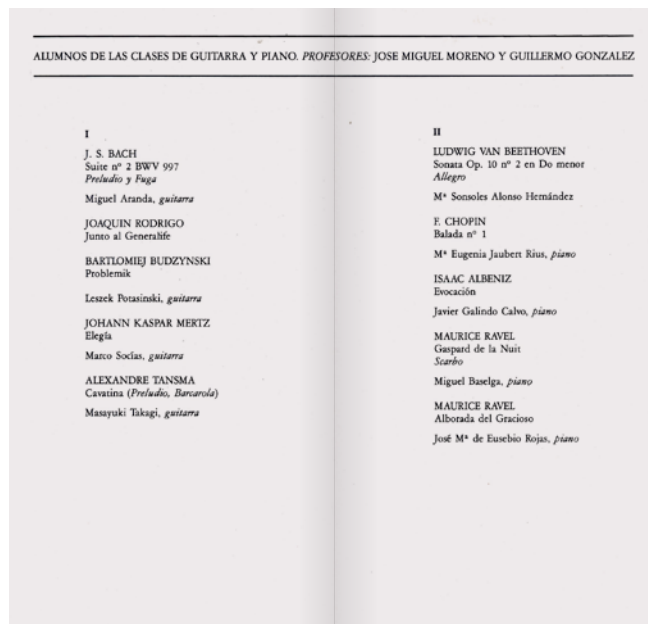 ALUMNOS DE LAS CLASES DE GUITARRA Y PIANO. PROFESORES: JOSE MIGUEL MORENO Y GUILLERMO GONZALEZ
I
J. S. BACH
Suite nº 2 BWV 997
Preludio y Fuga
Miguel Aranda, guitarra
JOAQUIN RODRIGO
Junto al Generalife
BARTLOMIEJ BUDZYNSKI
Problemik
Leszek Potasinski, guitarra
JOHANN KASPAR MERTZ
Elegía
Marco Socías, guitarra
ALEXANDRE TANSMA
Cavatina (Preludio, Barcarola)
Masayuki Takagi, guitarra
II
LUDWIG VAN BEETHOVEN
Sonata Op. 10 nº 2 en Do menor
Allegro
Mª Sonsoles Alonso Hernández
F. CHOPIN
Balada nº 1
Mª Eugenia Jaubert Rius, piano
ISAAC ALBENIZ
Evocación
Javier Galindo Calvo, piano
MAURICE RAVEL
Gaspard de la Nuit
Scarbo
Miguel Baselga, piano
MAURICE RAVEL
Alborada del Gracioso
José Mª de Eusebio Rojas, piano